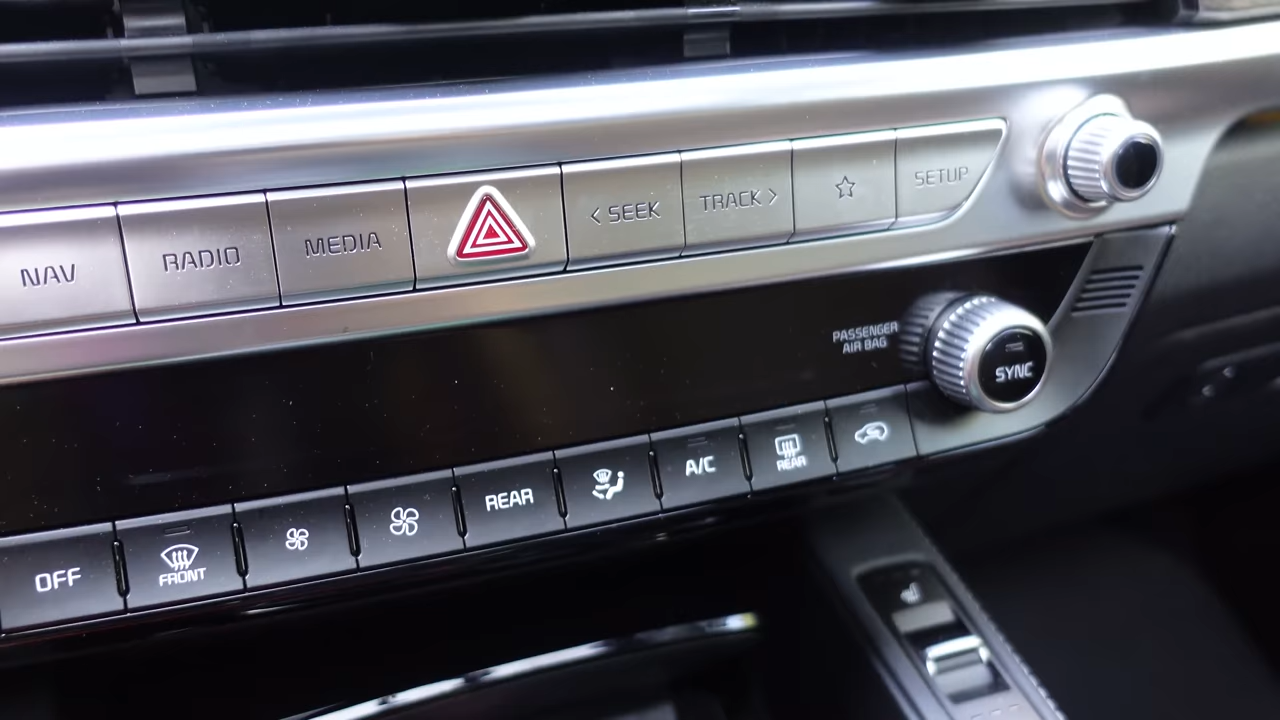 NAV
RADIO
MEDIA
< SEEK
TRACK >
SETUP
PASSENGER
AIR BAG
SYNC
OFF
FRONT
REAR
A/C
REAR